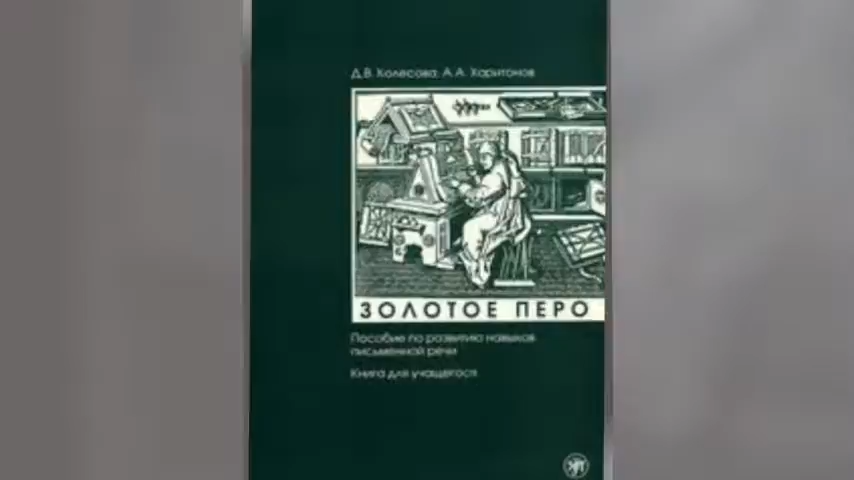 Д.В. Колесова, А.А. Харитонов
ЗОЛОТОЕ ПЕРО
Пособие по развитию навыков
письменной речи
Книга для учащегося